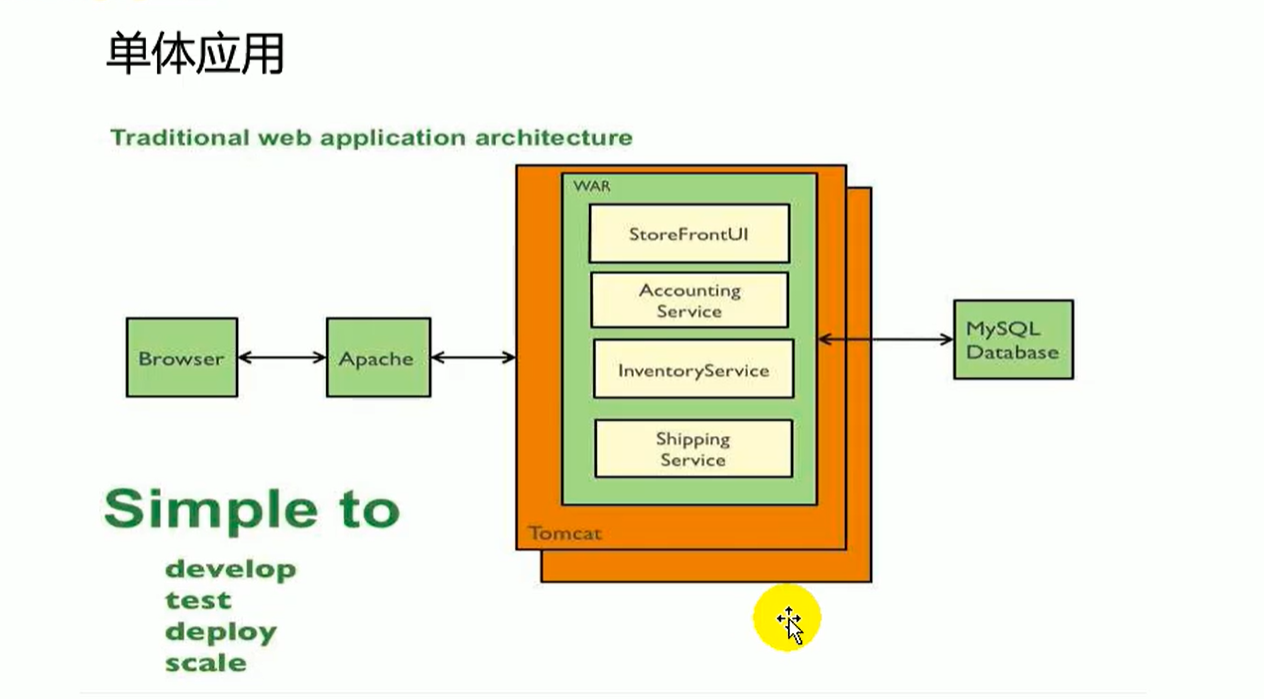 单体应用
Traditional web application architecture
WAR
StoreFrontUI
Accounting
Service
InventoryService
Shipping
Service
Tomcat
Browser
Apache
MySQL
Database
Simple to
develop
test
deploy
scale